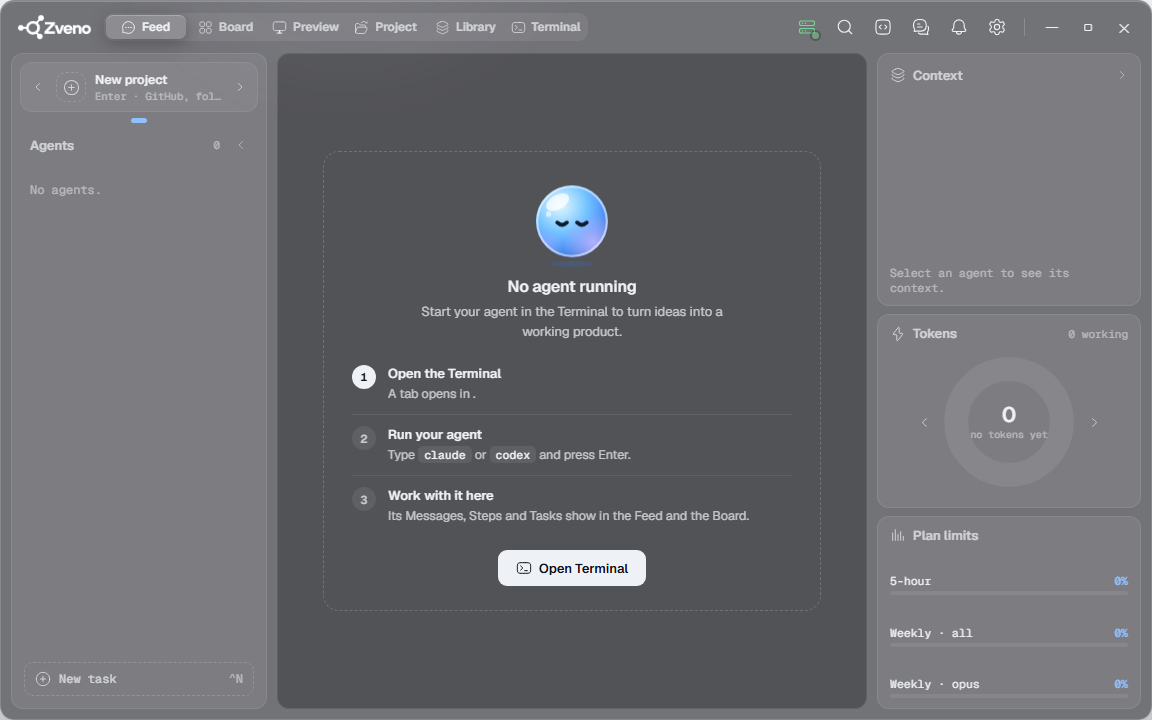 Zveno
Feed
Board
Preview
Project
Library
Terminal
New project
Enter · GitHub, fol…
Agents
0
No agents.
New task
^N
No agent running
Start your agent in the Terminal to turn ideas into a
working product.
1
Open the Terminal
A tab opens in .
2
Run your agent
Type claude or codex and press Enter.
3
Work with it here
Its Messages, Steps and Tasks show in the Feed and the Board.
Open Terminal
Context
Select an agent to see its
context.
Tokens
0 working
0
no tokens yet
Plan limits
5-hour
0%
Weekly · all
0%
Weekly · opus
0%